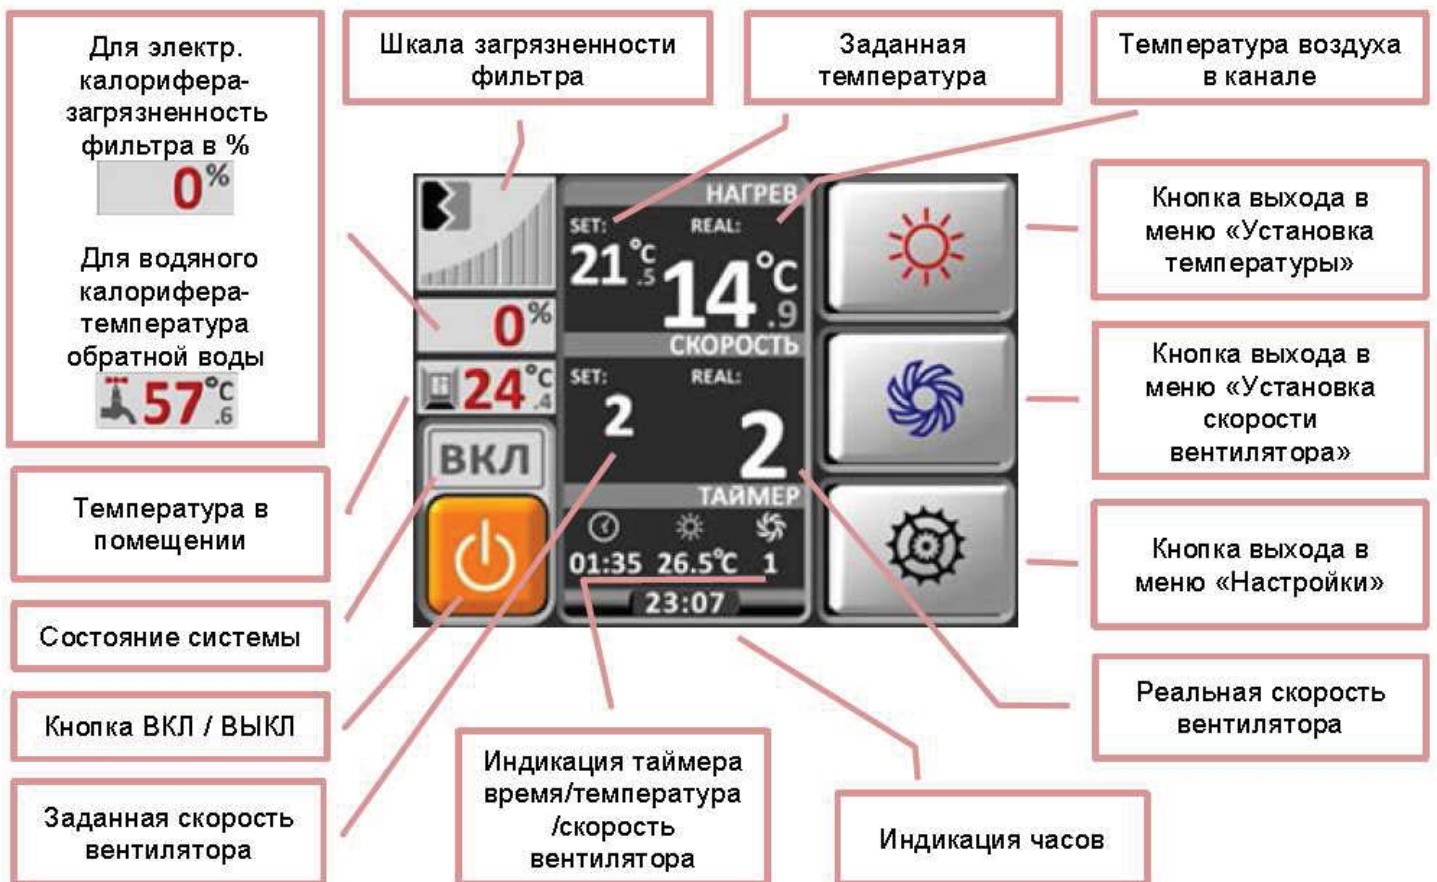 Для электр.
калорифера-
загрязненность
фильтра в %
0%
Для водяного
калорифера-
температура
обратной воды
57°C
.6
Шкала загрязненности
фильтра
Заданная
температура
Температура воздуха
в канале
НАГРЕВ
SET: REAL:
21°C
.5
14°C
.9
0%
СКОРОСТЬ
24°C
.4
SET: REAL:
2 2
ВКЛ
ТАЙМЕР
01:35 26.5°C 1
23:07
Кнопка выхода в
меню «Установка
температуры»
Кнопка выхода в
меню «Установка
скорости
вентилятора»
Кнопка выхода в
меню «Настройки»
Реальная скорость
вентилятора
Температура в
помещении
Состояние системы
Кнопка ВКЛ / ВЫКЛ
Заданная скорость
вентилятора
Индикация таймера
время/температура
/скорость
вентилятора
Индикация часов